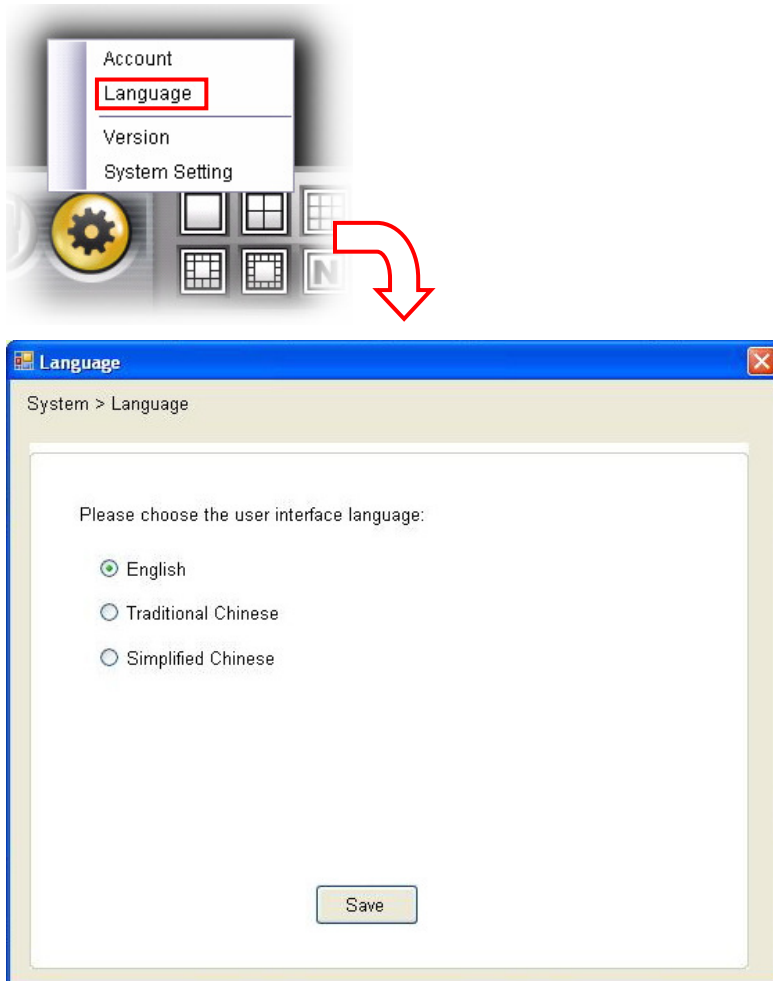 Account
Language
Version
System Setting
N
Language
System > Language
Please choose the user interface language:
English
Traditional Chinese
Simplified Chinese
Save